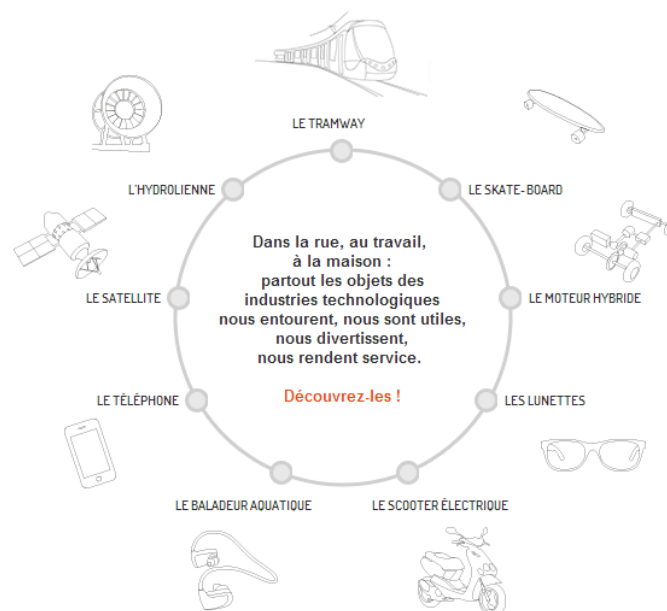 LE TRAMWAY
L'HYDROLIENNE
LE SKATE-BOARD
Dans la rue, au travail,
à la maison :
partout les objets des
industries technologiques
nous entourent, nous sont utiles,
nous divertissent,
nous rendent service.
LE SATELLITE
LE MOTEUR HYBRIDE
Découvrez-les !
LE TÉLÉPHONE
LES LUNETTES
LE BALADEUR AQUATIQUE
LE SCOOTER ÉLECTRIQUE